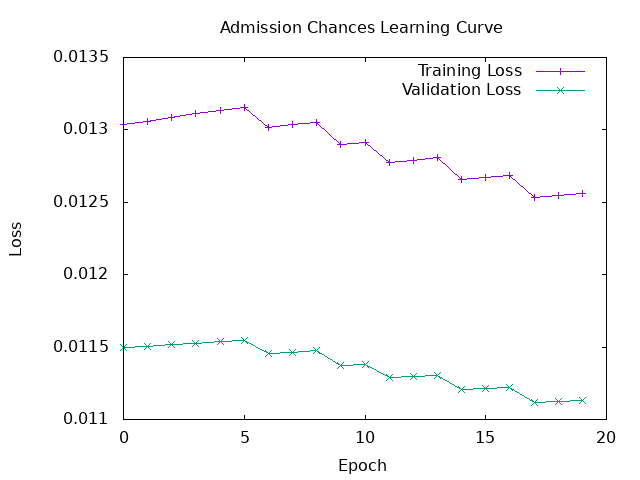 Admission Chances Learning Curve
0.0135
Training Loss
Validation Loss
0.013
0.0125
0.012
0.0115
0.011
Loss
0 5 10 15 20
Epoch